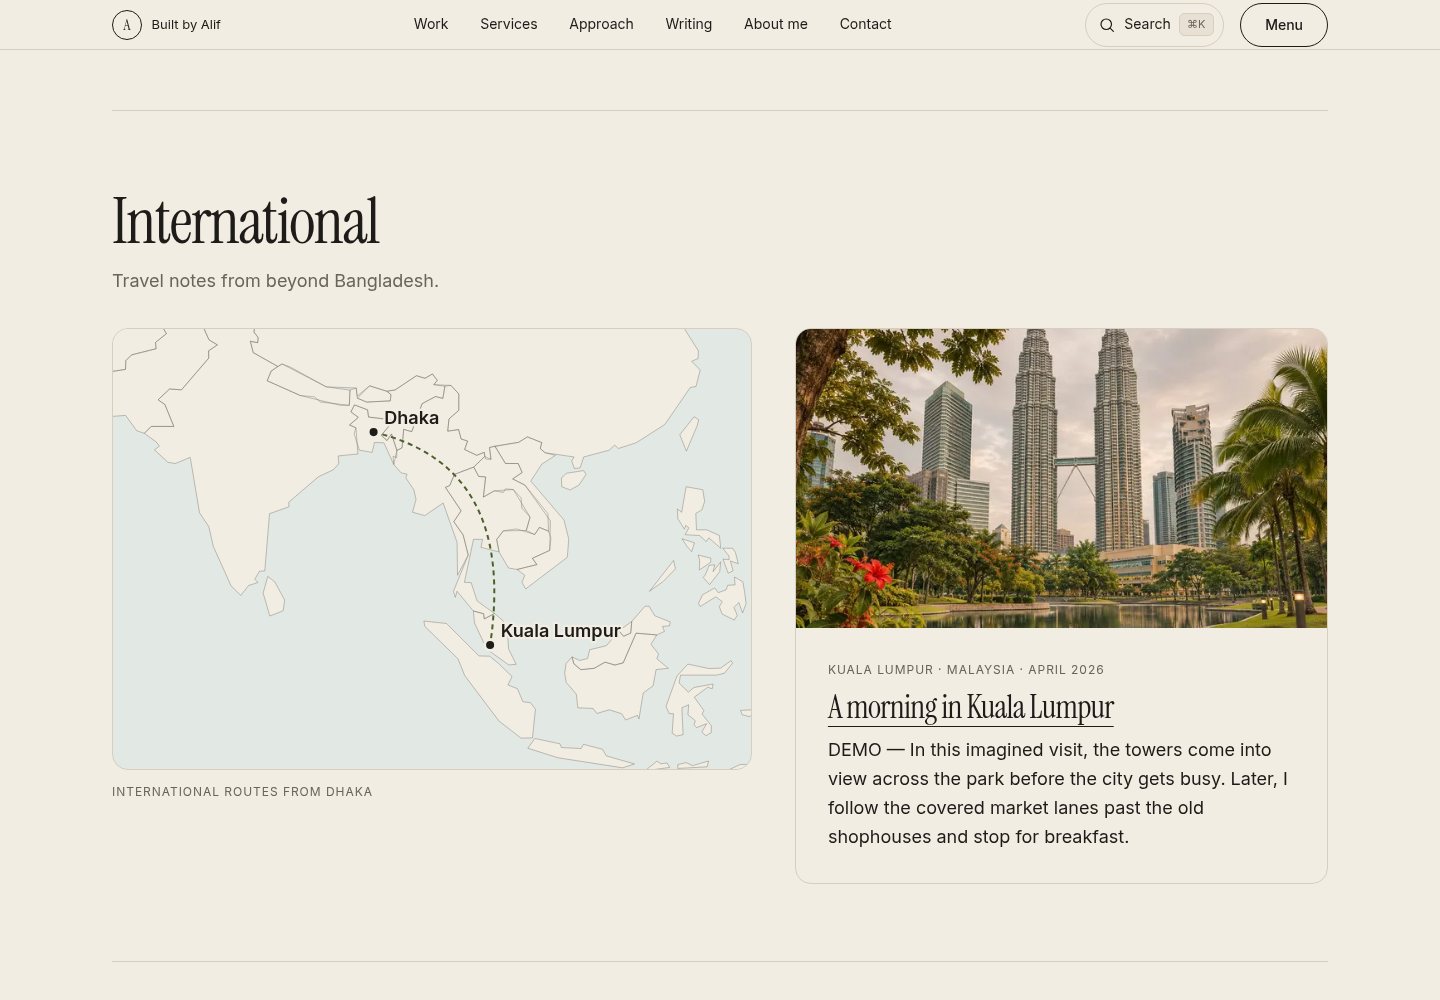 A Built by Alif
Work Services Approach Writing About me Contact
Search ⌘K Menu
International
Travel notes from beyond Bangladesh.
Dhaka
Kuala Lumpur
INTERNATIONAL ROUTES FROM DHAKA
KUALA LUMPUR · MALAYSIA · APRIL 2026
A morning in Kuala Lumpur
DEMO — In this imagined visit, the towers come into
view across the park before the city gets busy. Later, I
follow the covered market lanes past the old
shophouses and stop for breakfast.